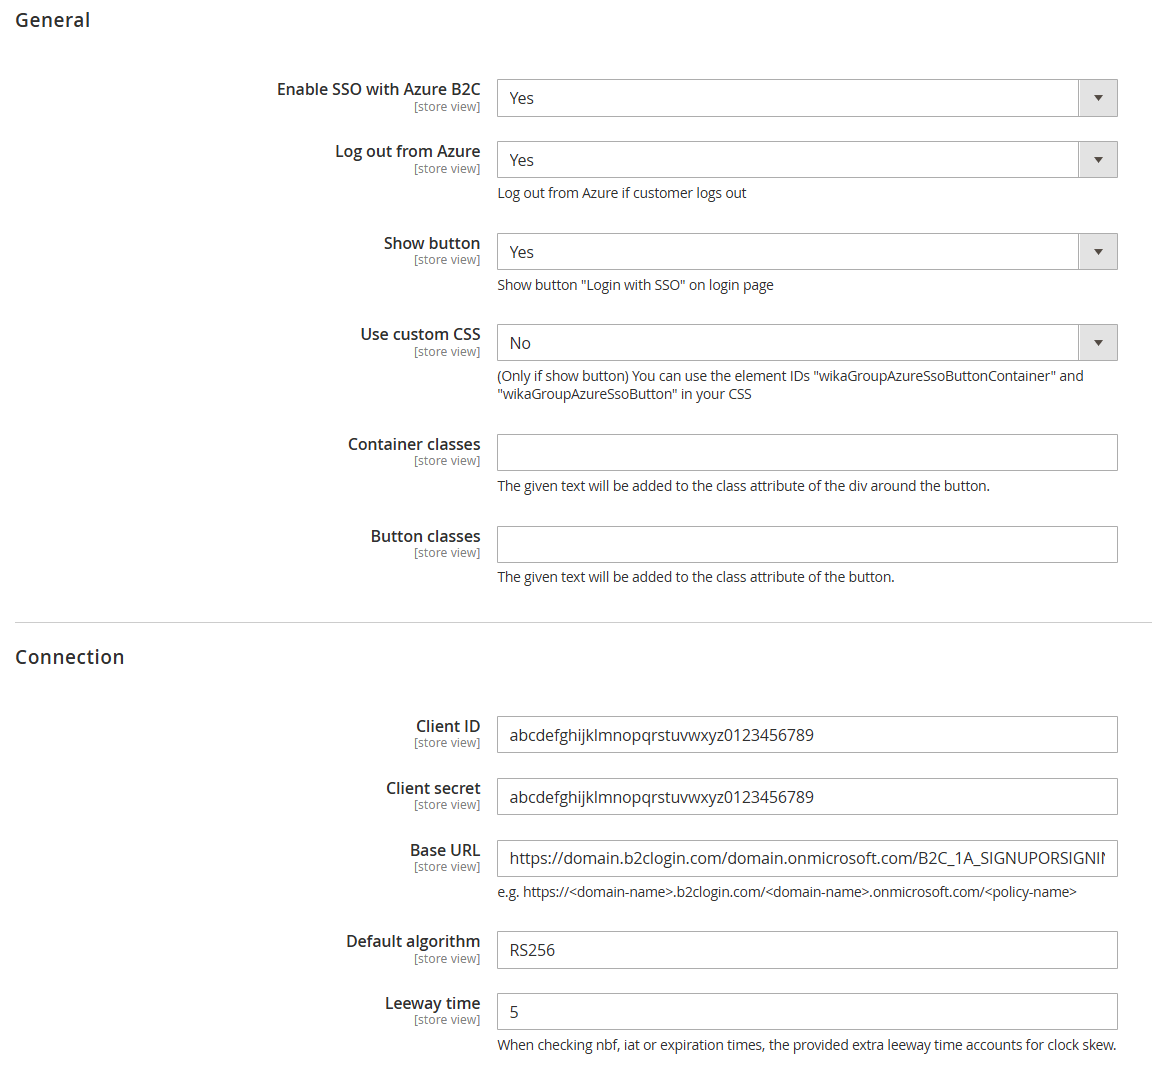 General
Enable SSO with Azure B2C
[store view]
Yes
Log out from Azure
[store view]
Yes
Log out from Azure if customer logs out
Show button
[store view]
Yes
Show button "Login with SSO" on login page
Use custom CSS
[store view]
No
(Only if show button) You can use the element IDs "wikaGroupAzureSsoButtonContainer" and
"wikaGroupAzureSsoButton" in your CSS
Container classes
[store view]
The given text will be added to the class attribute of the div around the button.
Button classes
[store view]
The given text will be added to the class attribute of the button.
Connection
Client ID
[store view]
abcdefghijklmnopqrstuvwxyz0123456789
Client secret
[store view]
abcdefghijklmnopqrstuvwxyz0123456789
Base URL
[store view]
https://domain.b2clogin.com/domain.onmicrosoft.com/B2C_1A_SIGNUPORSIGNIN
e.g. https://<domain-name>.b2clogin.com/<domain-name>.onmicrosoft.com/<policy-name>
Default algorithm
[store view]
RS256
Leeway time
[store view]
5
When checking nbf, iat or expiration times, the provided extra leeway time accounts for clock skew.